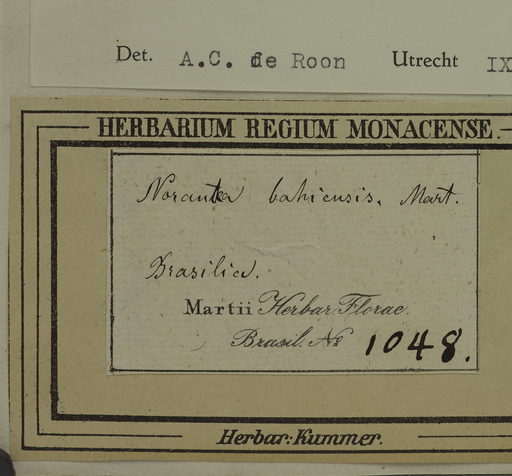 Det. A.C. de Roon Utrecht IX
HERBARIUM REGIUM MONACENSE.
Norantea bahiensis. Mart.
Brasilia.
Martii Herbar. Florae
Brasil. No 1048.
Herbar: Kummer.